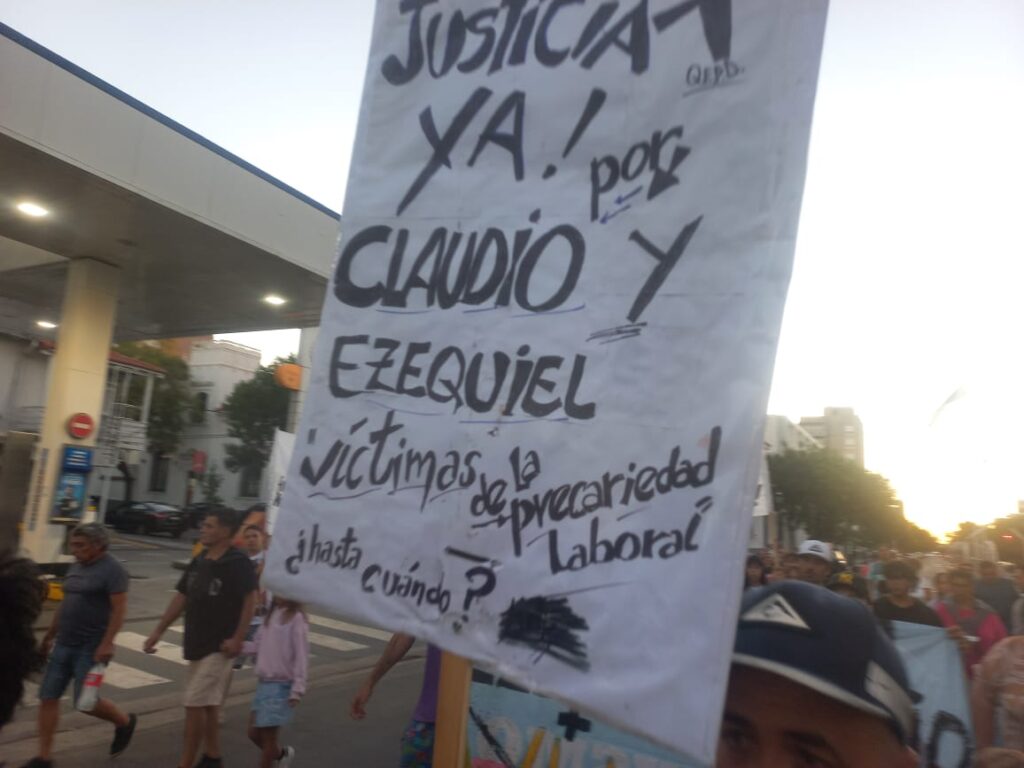 JUSTICIA
Q.E.P.D.
YA!
por
CLAUDIO Y
EZEQUIEL
víctimas de la precariedad
laboral
¿hasta cuándo?